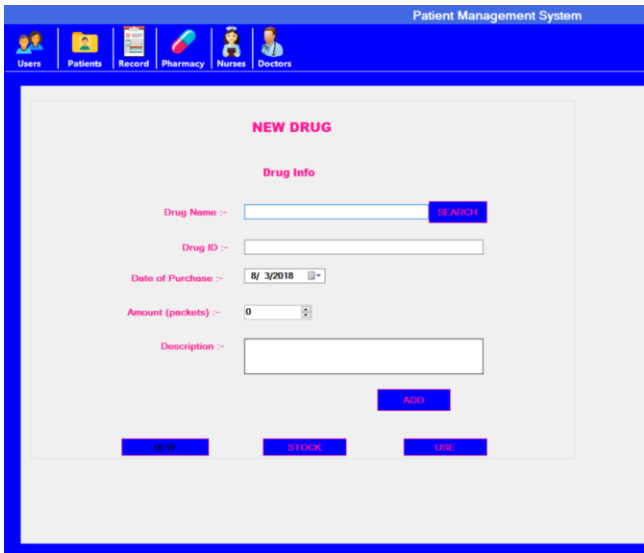 Patient Management System
Users Patients Record Pharmacy Nurses Doctors
NEW DRUG
Drug Info
Drug Name :- SEARCH
Drug ID :-
Date of Purchase :- 8/ 3/2018
Amount (packets) :- 0
Description :-
ADD
NEW STOCK USE